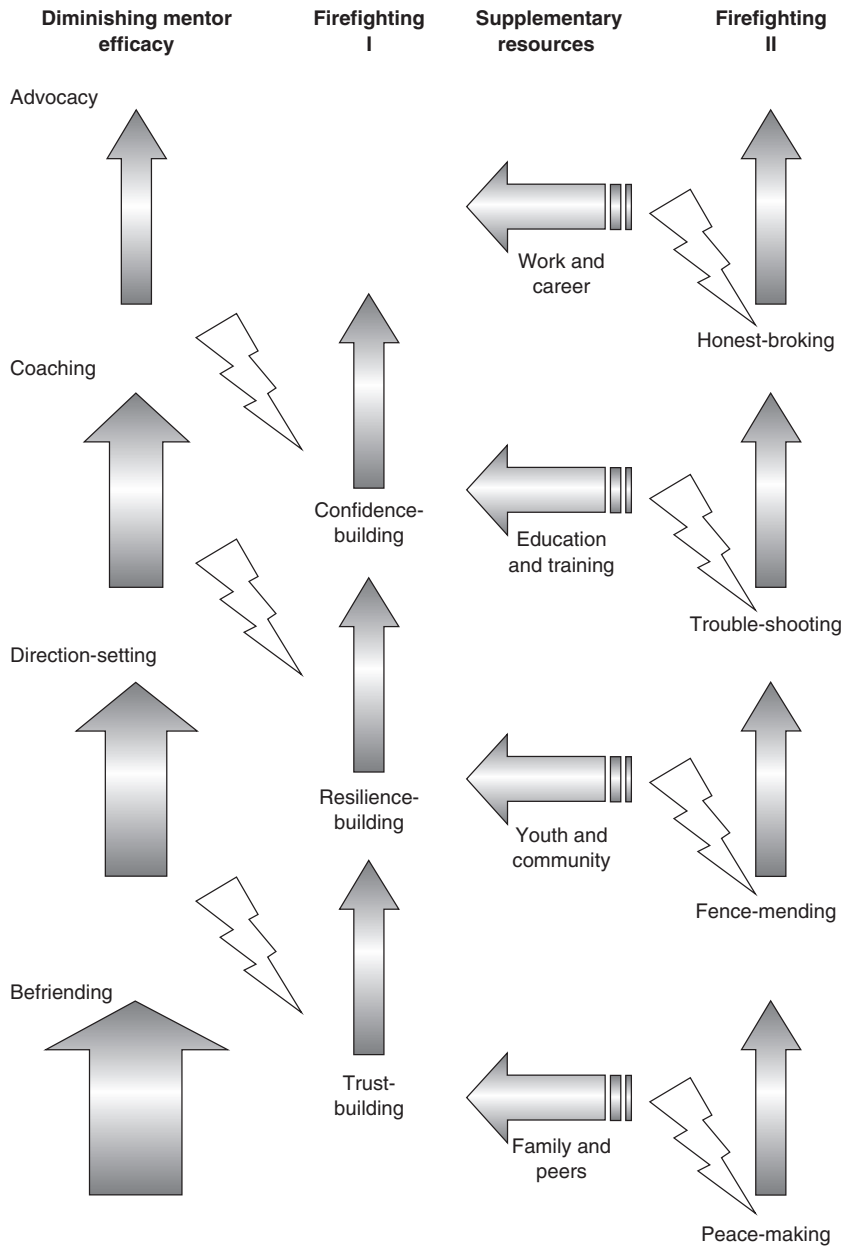 Diminishing mentor
efficacy
Firefighting
I
Supplementary
resources
Firefighting
II
Advocacy
Work and
career
Honest-broking
Coaching
Confidence-
building
Education
and training
Trouble-shooting
Direction-setting
Resilience-
building
Youth and
community
Fence-mending
Befriending
Trust-
building
Family and
peers
Peace-making